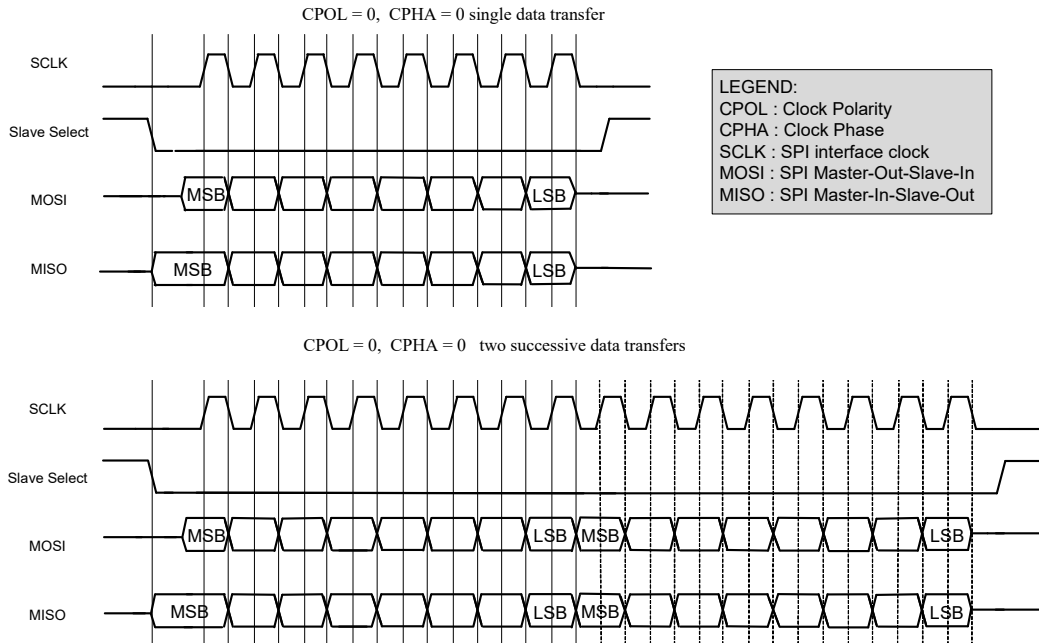 CPOL = 0, CPHA = 0 single data transfer
SCLK
Slave Select
MOSI
MSB
LSB
MISO
MSB
LSB
LEGEND:
CPOL : Clock Polarity
CPHA : Clock Phase
SCLK : SPI interface clock
MOSI : SPI Master-Out-Slave-In
MISO : SPI Master-In-Slave-Out
CPOL = 0, CPHA = 0 two successive data transfers
SCLK
Slave Select
MOSI
MSB
LSB
MSB
LSB
MISO
MSB
LSB
MSB
LSB